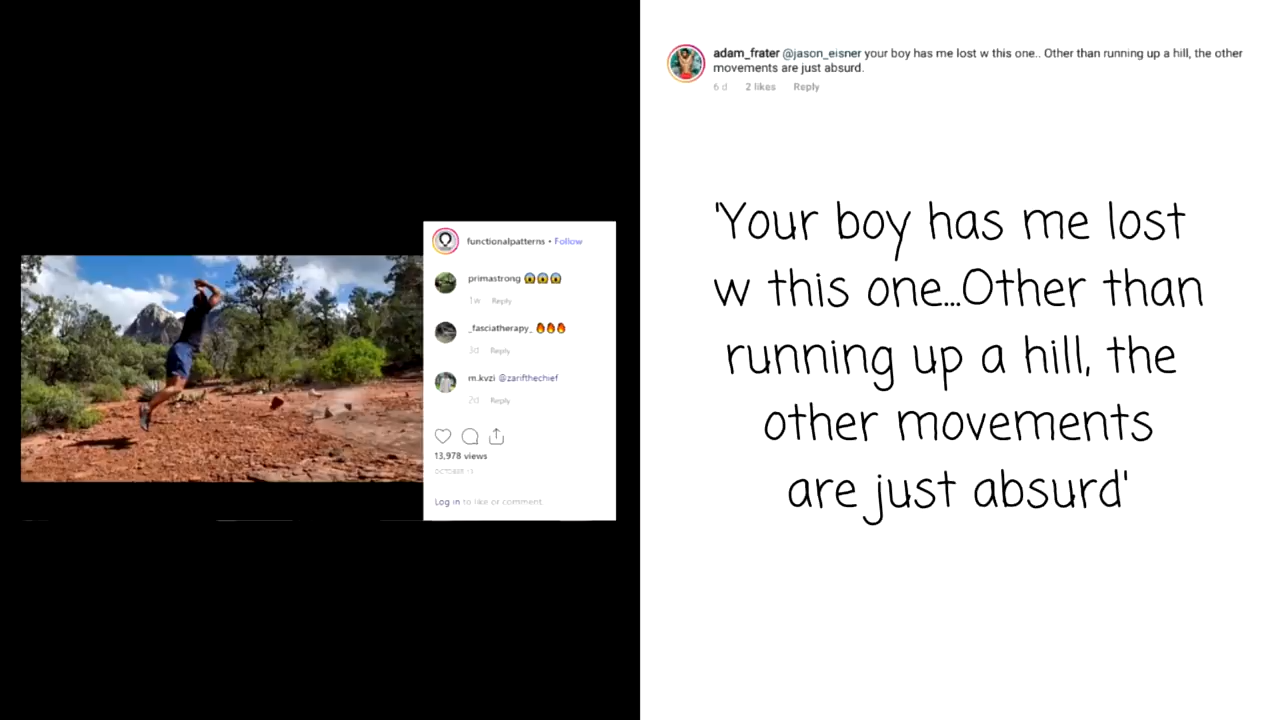 functionalpatterns • Follow
primastrong 😱😱😱
1w Reply
_fasciatherapy_ 🔥🔥🔥
3d Reply
m.kvzi @zarifthechief
2d Reply
13,978 views
OCTOBER 13
Log in to like or comment.
adam_frater @jason_eisner your boy has me lost w this one.. Other than running up a hill, the other
movements are just absurd.
6 d 2 likes Reply
'Your boy has me lost
w this one...Other than
running up a hill, the
other movements
are just absurd'